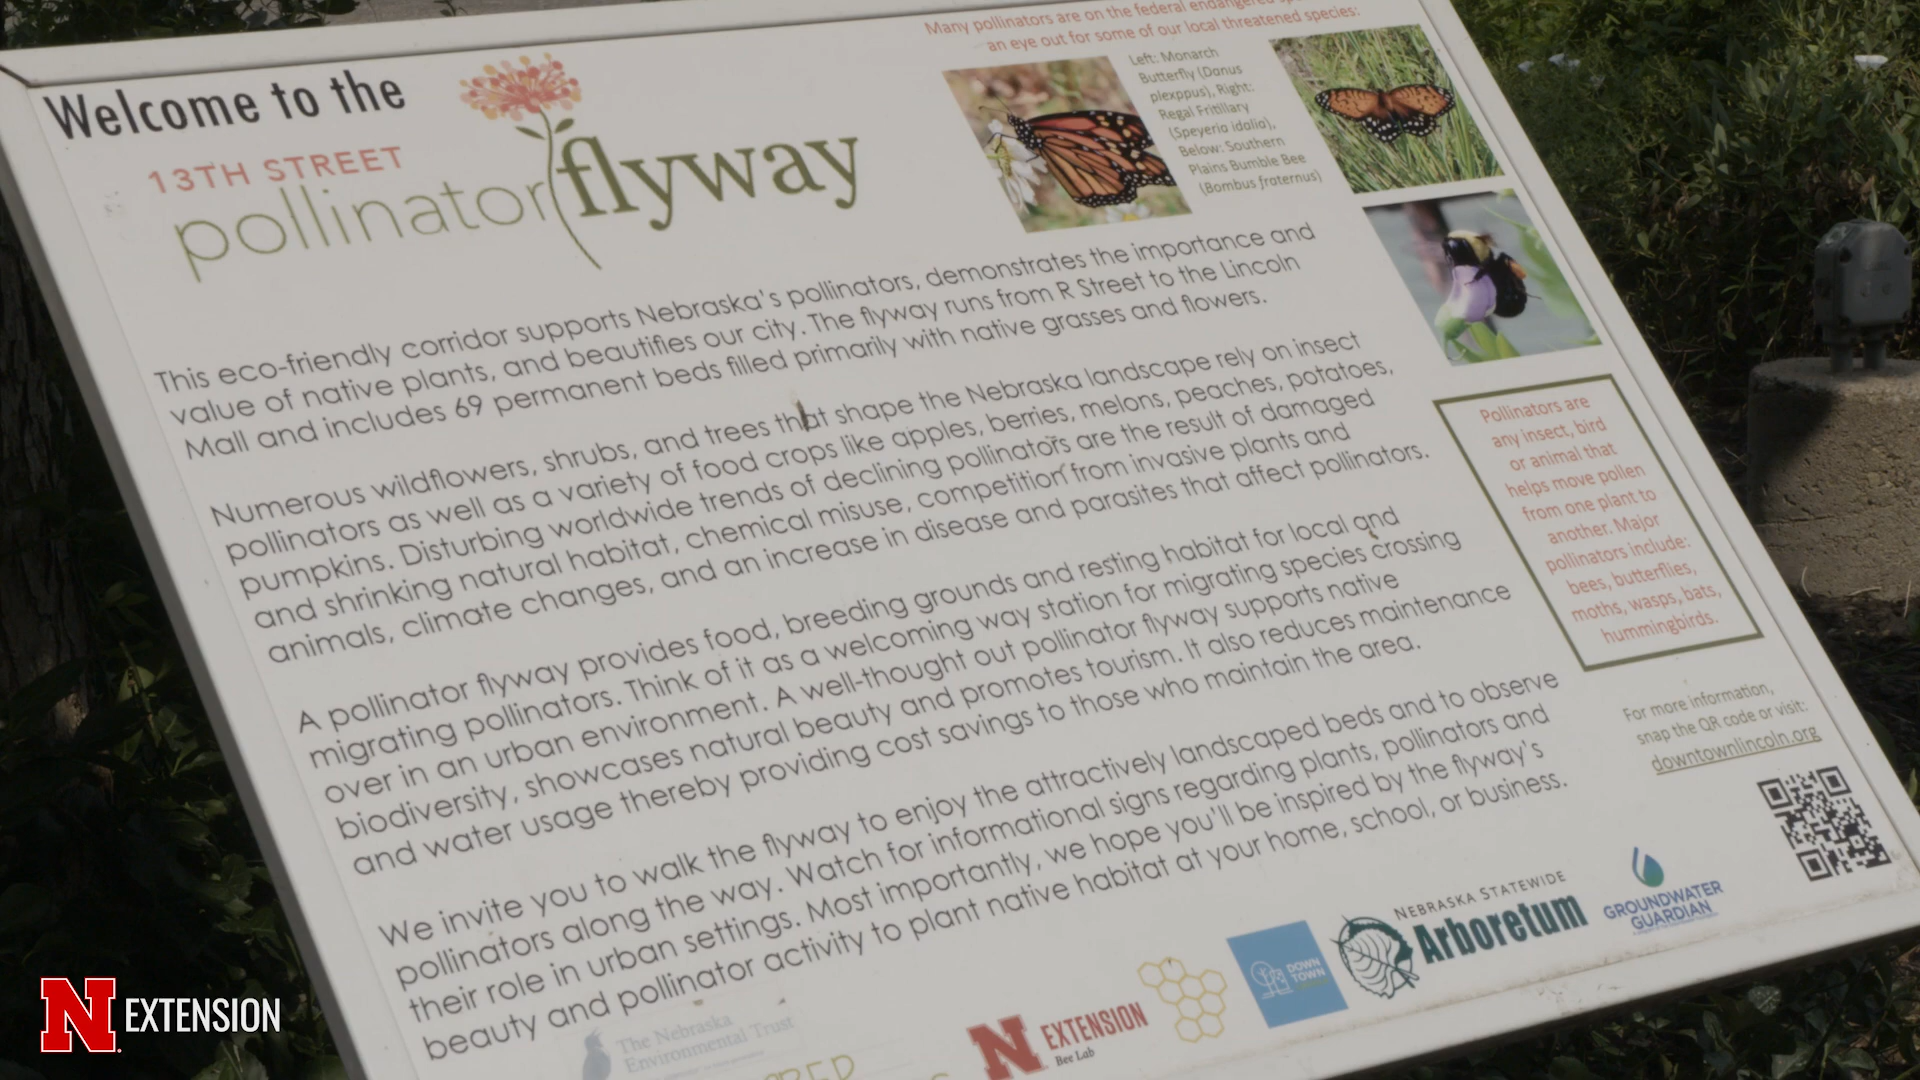 Welcome to the
13TH STREET
pollinator flyway
Many pollinators are on the federal endangered
an eye out for some of our local threatened species:
Left: Monarch
Butterfly (Danus
plexppus), Right:
Regal Fritillary
(Speyeria idalia),
Below: Southern
Plains Bumble Bee
(Bombus fraternus)
This eco-friendly corridor supports Nebraska's pollinators, demonstrates the importance and
value of native plants, and beautifies our city. The flyway runs from R Street to the Lincoln
Mall and includes 69 permanent beds filled primarily with native grasses and flowers.
Numerous wildflowers, shrubs, and trees that shape the Nebraska landscape rely on insect
pollinators as well as a variety of food crops like apples, berries, melons, peaches, potatoes,
pumpkins. Disturbing worldwide trends of declining pollinators are the result of damaged
and shrinking natural habitat, chemical misuse, competition from invasive plants and
animals, climate changes, and an increase in disease and parasites that affect pollinators.
A pollinator flyway provides food, breeding grounds and resting habitat for local and
migrating pollinators. Think of it as a welcoming way station for migrating species crossing
over in an urban environment. A well-thought out pollinator flyway supports native
biodiversity, showcases natural beauty and promotes tourism. It also reduces maintenance
and water usage thereby providing cost savings to those who maintain the area.
We invite you to walk the flyway to enjoy the attractively landscaped beds and to observe
pollinators along the way. Watch for informational signs regarding plants, pollinators and
their role in urban settings. Most importantly, we hope you'll be inspired by the flyway's
beauty and pollinator activity to plant native habitat at your home, school, or business.
Pollinators are
any insect, bird
or animal that
helps move pollen
from one plant to
another. Major
pollinators include:
bees, butterflies,
moths, wasps, bats,
hummingbirds.
For more information,
snap the QR code or visit:
downtownlincoln.org
The Nebraska
Environmental Trust
N EXTENSION
Bee Lab
DOWN
TOWN
NEBRASKA STATEWIDE
Arboretum
GROUNDWATER
GUARDIAN
N EXTENSION